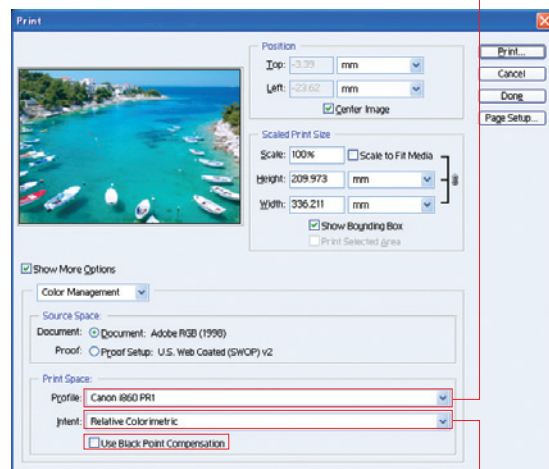 Print
Position
Top: -3.39 mm
Left: -23.62 mm
Center Image
Scaled Print Size
Scale: 100% Scale to Fit Media
Height: 209.973 mm
Width: 336.211 mm
Show Bounding Box
Print Selected Area
Print...
Cancel
Done
Page Setup...
Show More Options
Color Management
Source Space:
Document: Document: Adobe RGB (1998)
Proof: Proof Setup: U.S. Web Coated (SWOP) v2
Print Space:
Profile: Canon i860 PR1
Intent: Relative Colorimetric
Use Black Point Compensation